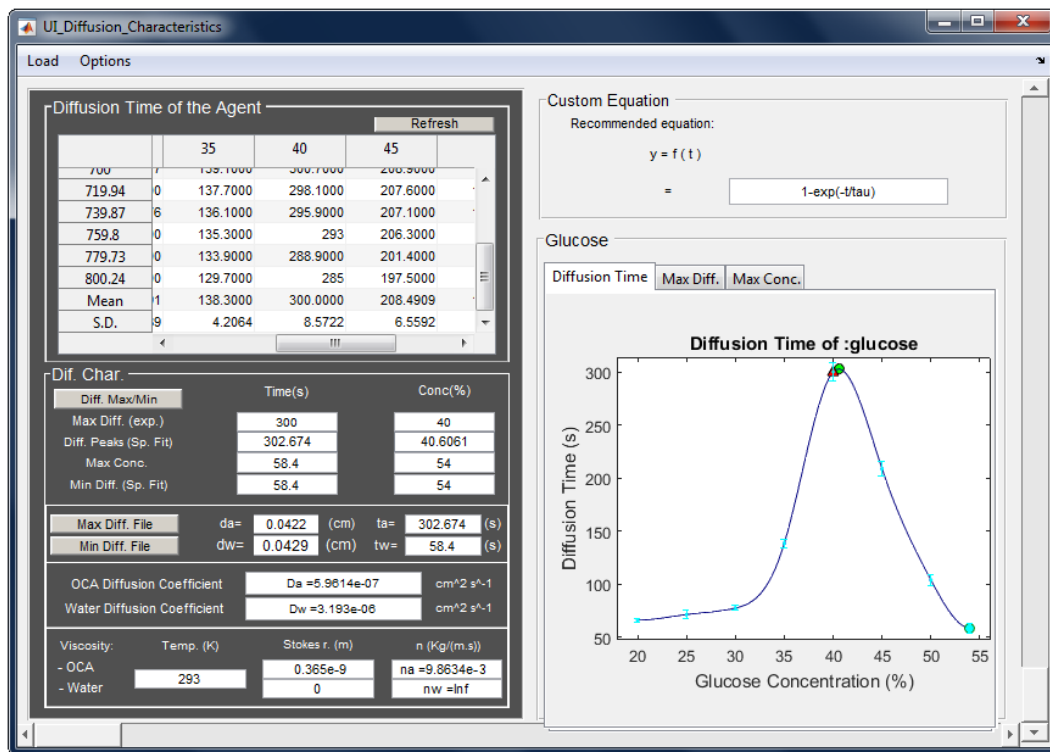 UI_Diffusion_Characteristics
Load Options
Diffusion Time of the Agent
Refresh
35 40 45
719.94 0 137.7000 298.1000 207.6000
739.87 6 136.1000 295.9000 207.1000
759.8 0 135.3000 293 206.3000
779.73 0 133.9000 288.9000 201.4000
800.24 0 129.7000 285 197.5000
Mean 1 138.3000 300.0000 208.4909
S.D. 9 4.2064 8.5722 6.5592
Dif. Char.
Time(s) Conc(%)
Diff. Max/Min
Max Diff. (exp.) 300 40
Diff. Peaks (Sp. Fit) 302.674 40.6061
Max Conc. 58.4 54
Min Diff. (Sp. Fit) 58.4 54
Max Diff. File da= 0.0422 (cm) ta= 302.674 (s)
Min Diff. File dw= 0.0429 (cm) tw= 58.4 (s)
OCA Diffusion Coefficient Da =5.9614e-07 cm^2 s^-1
Water Diffusion Coefficient Dw =3.193e-06 cm^2 s^-1
Viscosity: Temp. (K) Stokes r. (m) n (Kg/(m.s))
- OCA 293 0.365e-9 na =9.8634e-3
- Water 0 nw =Inf
Custom Equation
Recommended equation:
y = f ( t )
= 1-exp(-t/tau)
Glucose
Diffusion Time Max Diff. Max Conc.
Diffusion Time of :glucose
Diffusion Time (s)
300
250
200
150
100
50
20 25 30 35 40 45 50 55
Glucose Concentration (%)